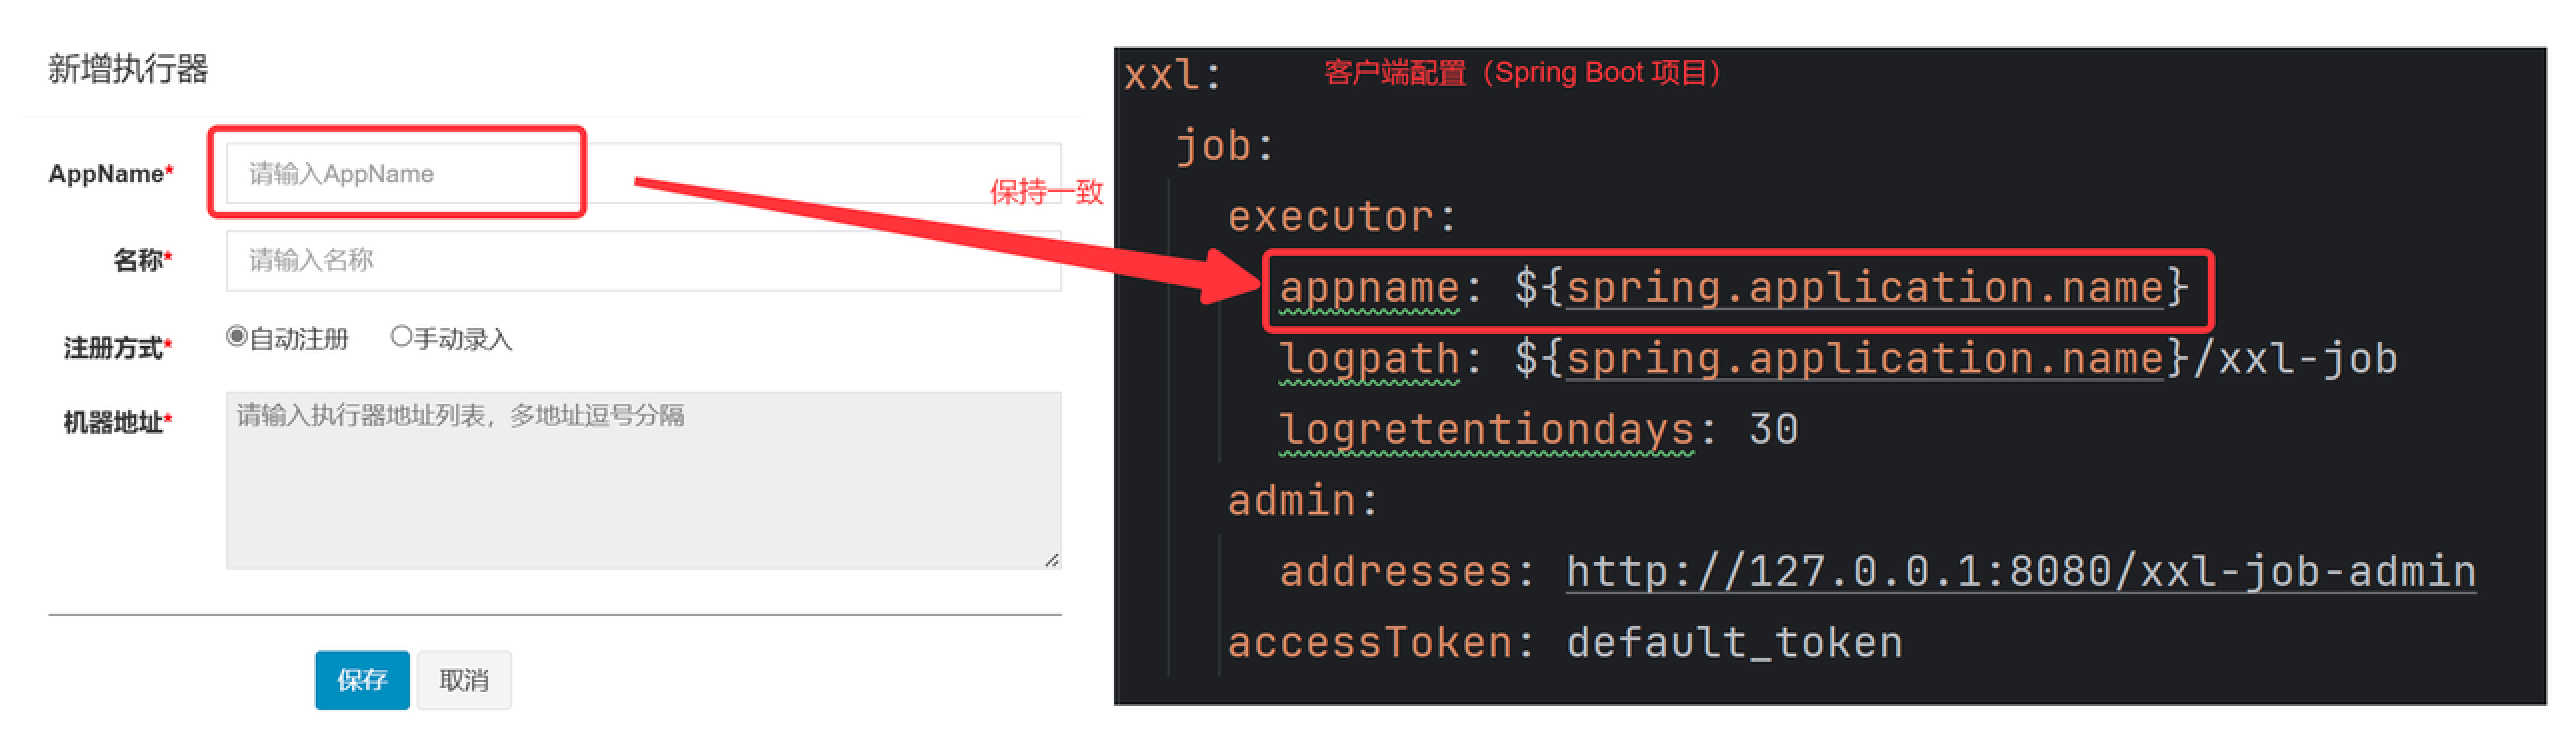 新增执行器
AppName*
请输入AppName
名称*
请输入名称
注册方式*
自动注册 手动录入
机器地址*
请输入执行器地址列表，多地址逗号分隔
保存 取消
保持一致
客户端配置（Spring Boot 项目）
xxl:
job:
executor:
appname: ${spring.application.name}
logpath: ${spring.application.name}/xxl-job
logretentiondays: 30
admin:
addresses: http://127.0.0.1:8080/xxl-job-admin
accessToken: default_token